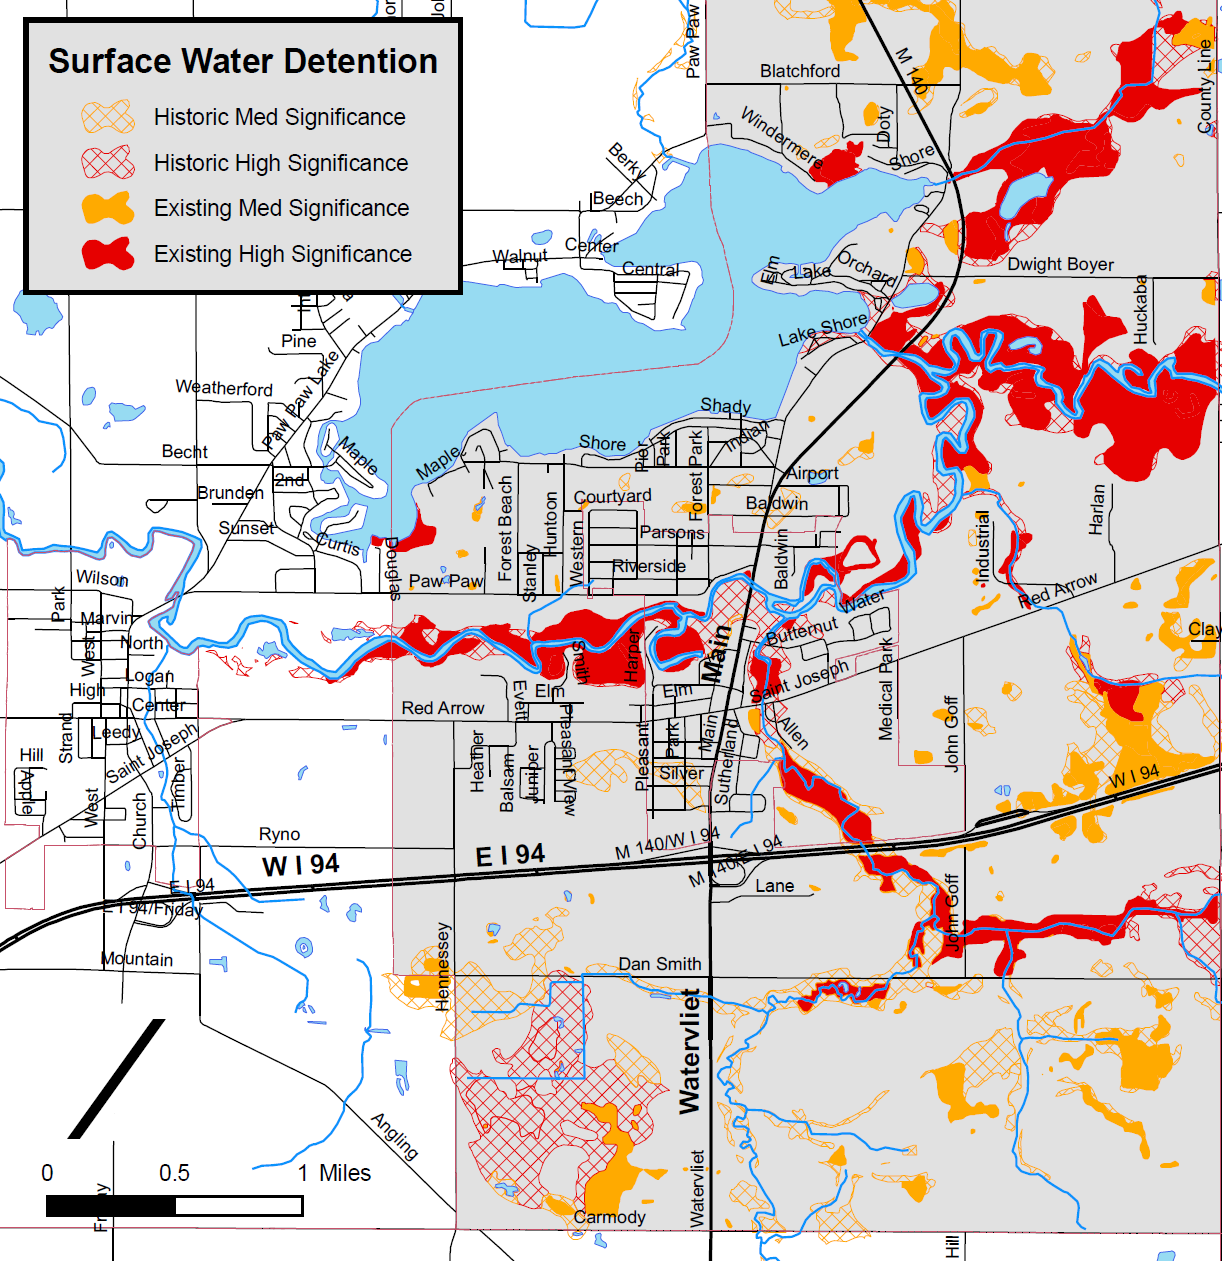 Surface Water Detention
Historic Med Significance
Historic High Significance
Existing Med Significance
Existing High Significance
Paw Paw
Blatchford
M 140
County Line
Doty
Windermere
Shore
Berky
Beech
Center
Walnut
Central
Elm
Lake
Orchard
Dwight Boyer
Huckaba
Lake Shore
Pine
Paw Paw Lake
Weatherford
Shady
Indian
Maple
Maple
Shore
Pier
Park
Forest Park
Becht
2nd
Airport
Brunden
Courtyard
Baldwin
Forest Beach
Huntoon
Western
Harlan
Sunset
Curtis
Parsons
Baldwin
Industrial
Douglas
Stanley
Riverside
Wilson
Paw Paw
Red Arrow
Park
Water
Marvin
Butternut
Clay
West
North
Smith
Harper
Main
Medical Park
Logan
Saint Joseph
High
Center
Elm
Elm
Evett
Red Arrow
Pleasant View
Strand
Leedy
Saint Joseph
Main
Allen
John Goff
Hill
Apple
Timber
Heather
Balsam
Juniper
Pleasant
Park
Silver
Sutherland
W I 94
West
Church
Ryno
W I 94
E I 94
M 140/W I 94
M 140/E I 94
E I 94
E I 94/Friday
Lane
John Goff
Mountain
Hennessey
Dan Smith
Watervliet
Angling
0 0.5 1 Miles
Watervliet
Carmody
Hill